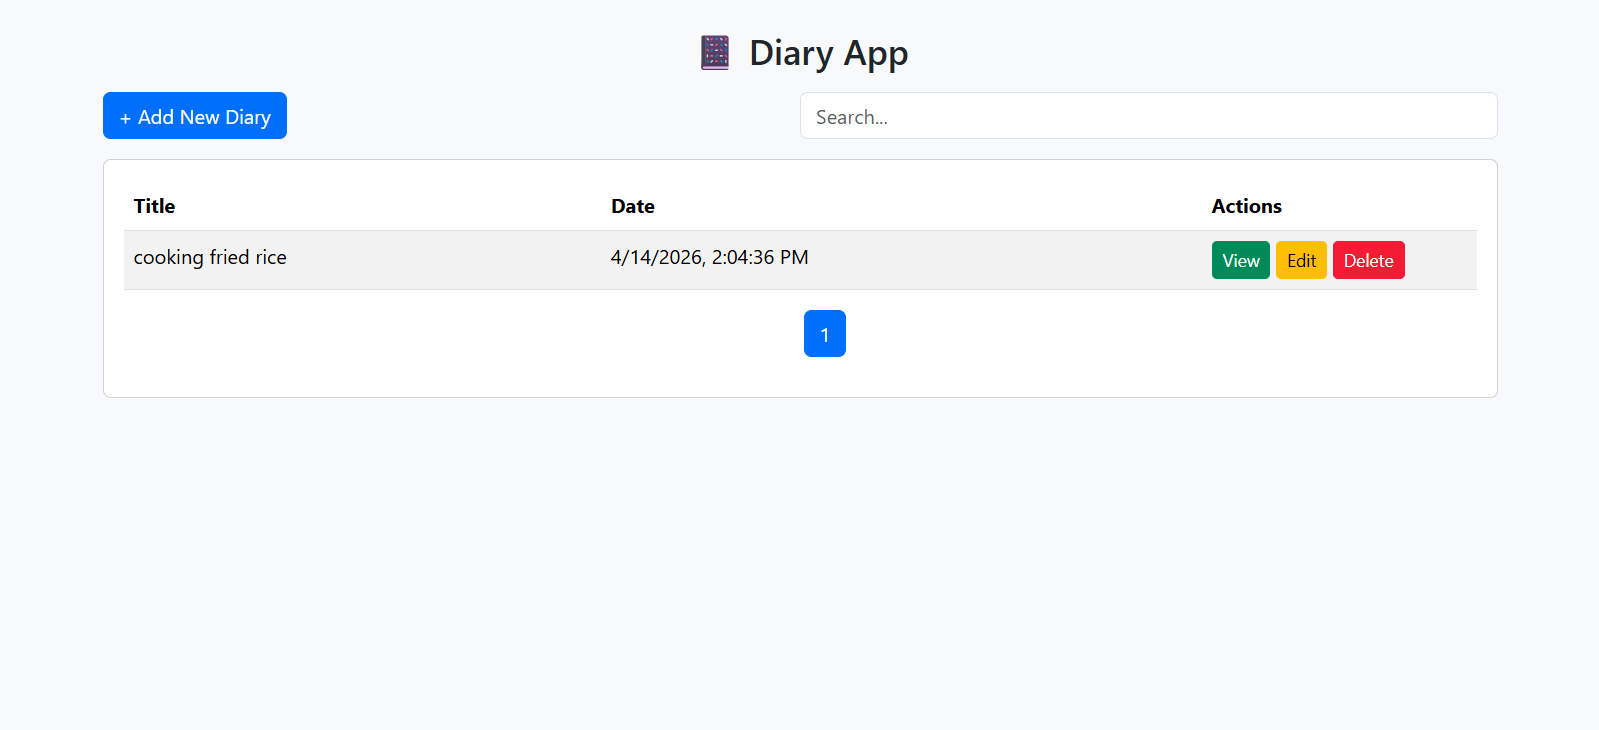 Diary App
+ Add New Diary
Search...
Title Date Actions
cooking fried rice 4/14/2026, 2:04:36 PM View Edit Delete
1